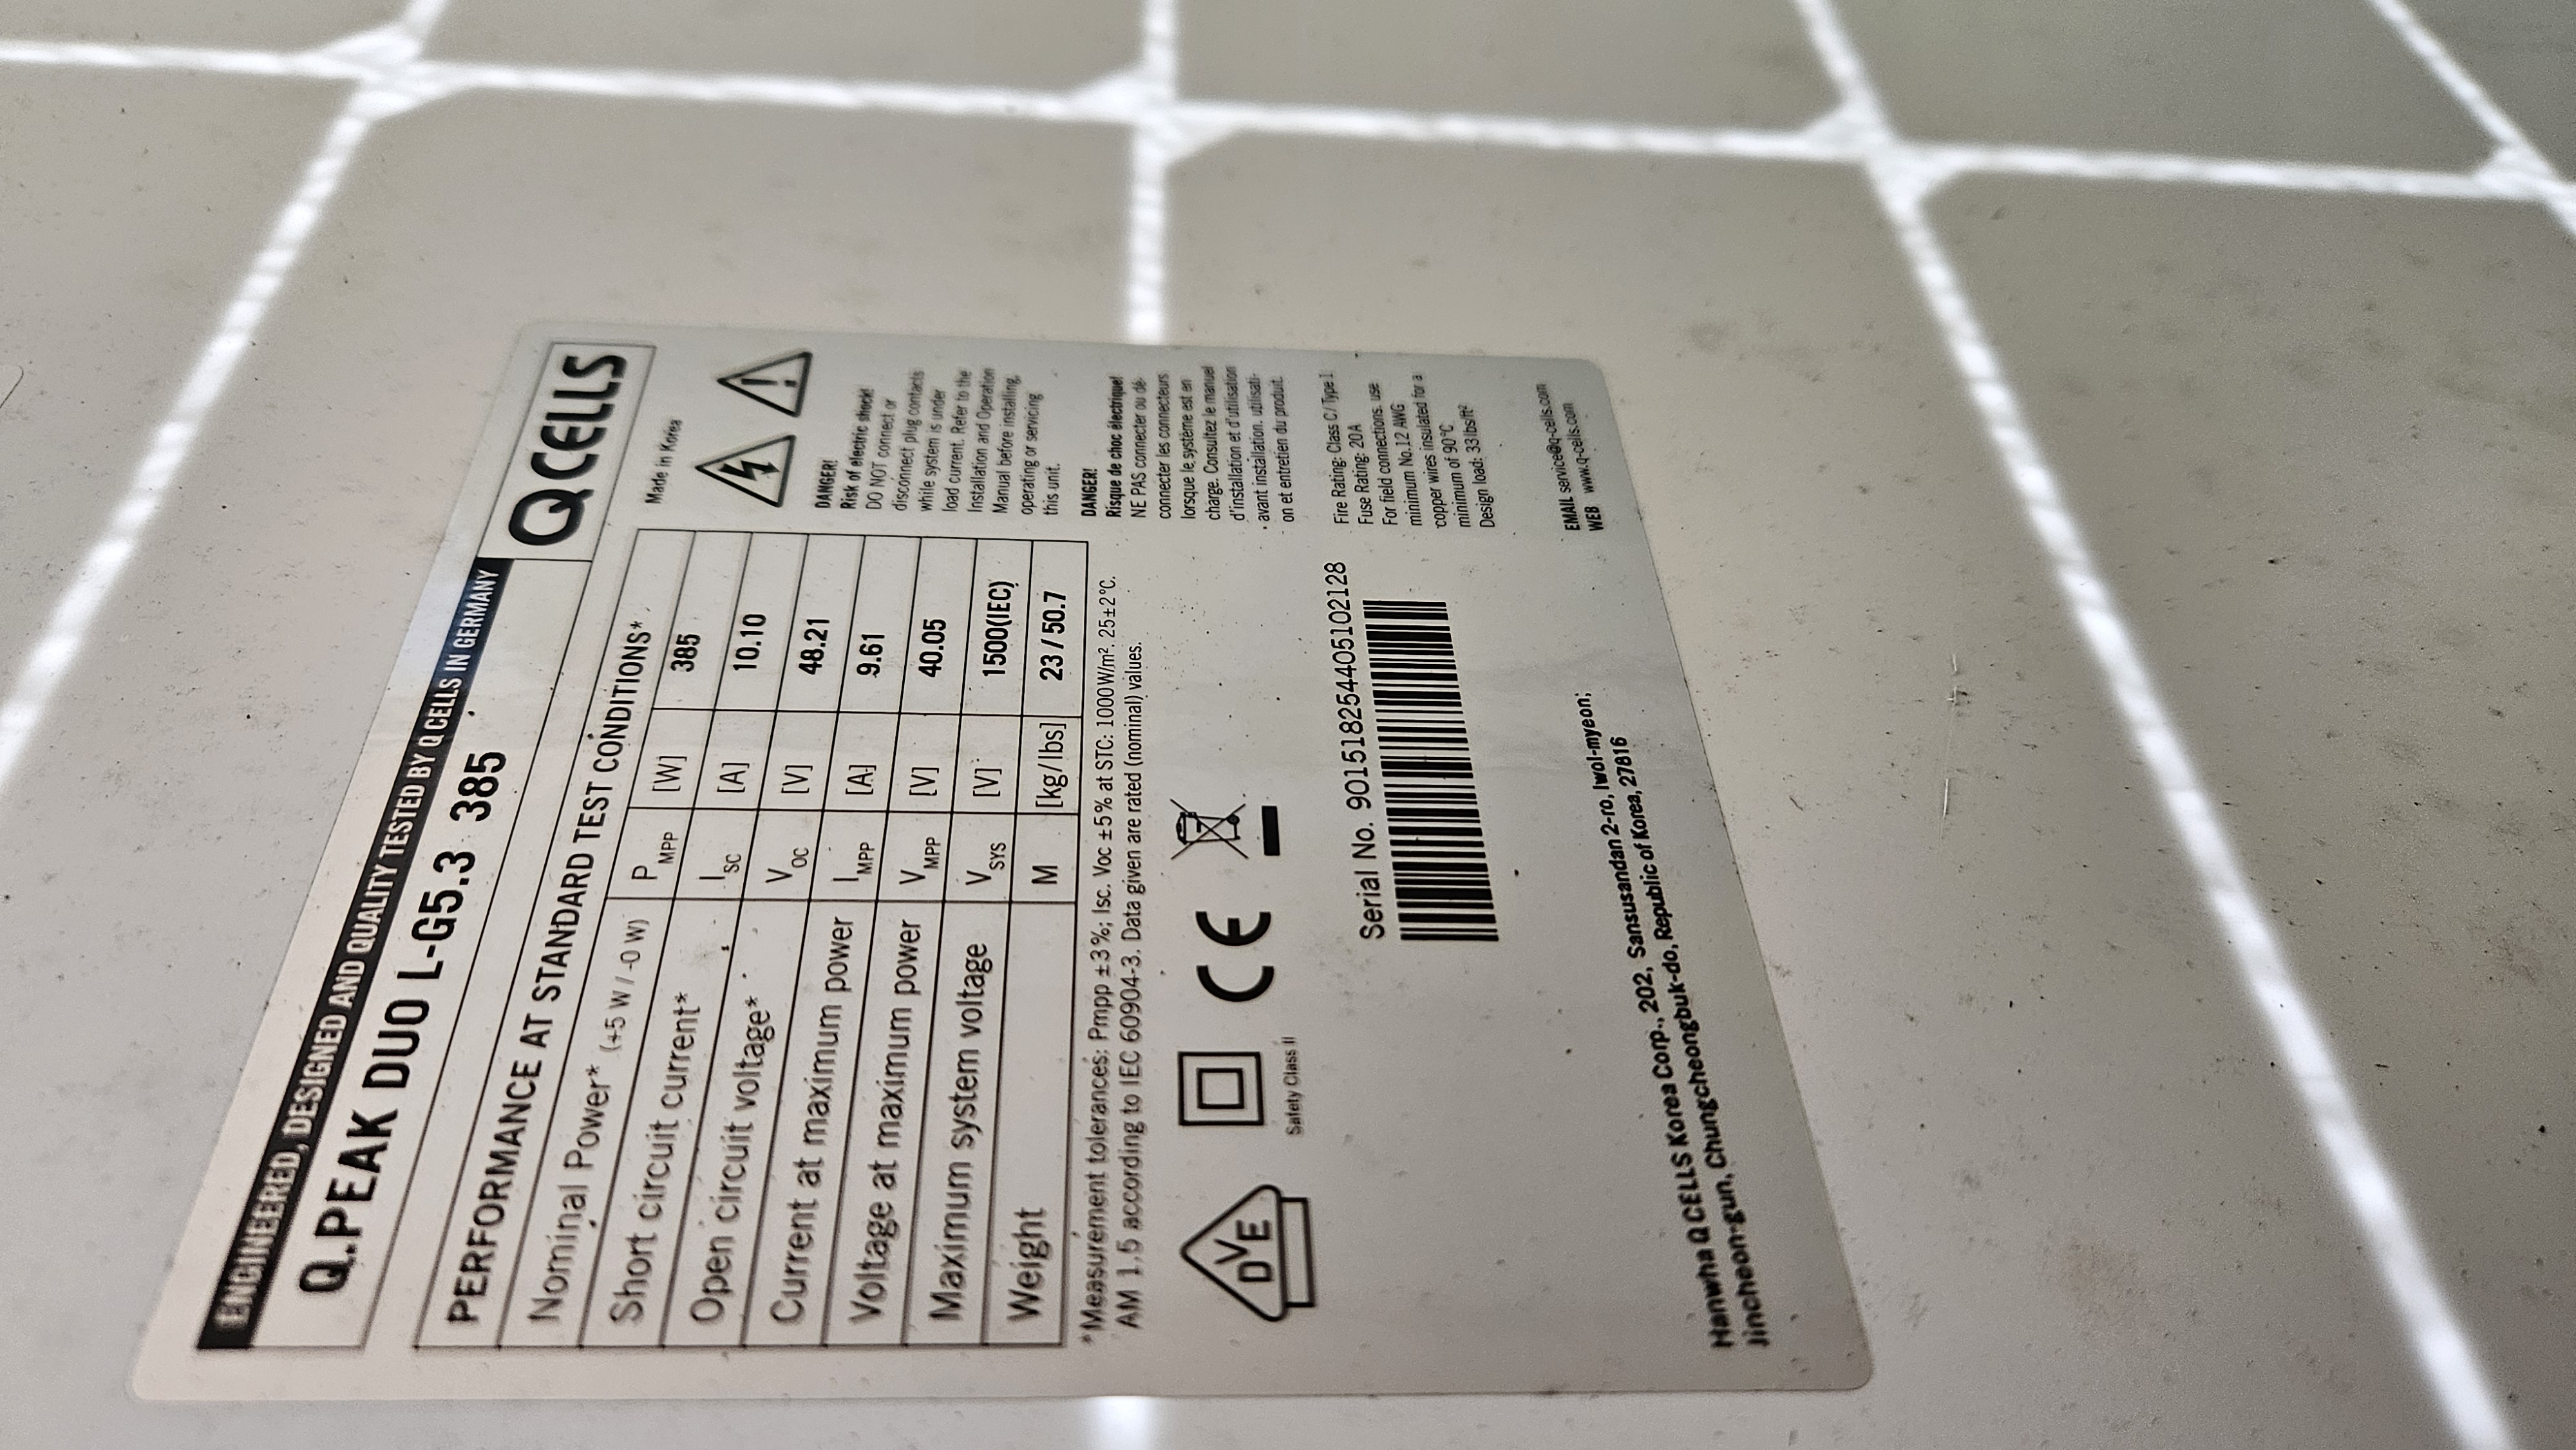 ENGINEERED, DESIGNED AND QUALITY TESTED BY Q CELLS IN GERMANY
QCELLS
Q.PEAK DUO L-G5.3 385
PERFORMANCE AT STANDARD TEST CONDITIONS*
Nominal Power* (+5 W / -0 W) PMPP [W] 385
Short circuit current* ISC [A] 10.10
Open circuit voltage* VOC [V] 48.21
Current at maximum power IMPP [A] 9.61
Voltage at maximum power VMPP [V] 40.05
Maximum system voltage VSYS [V] 1500(IEC)
Weight M [kg/lbs] 23 / 50.7
*Measurement tolerances: Pmpp ±3%; Isc. Voc ±5% at STC: 1000W/m². 25±2°C.
AM 1.5 according to IEC 60904-3. Data given are rated (nominal) values.
Made in Korea
DANGER!
Risk of electric shock!
DO NOT connect or
disconnect plug contacts
while system is under
load current. Refer to the
Installation and Operation
Manual before installing,
operating or servicing
this unit.
DANGER!
Risque de choc électrique!
NE PAS connecter ou dé-
connecter les connecteurs
lorsque le système est en
charge. Consultez le manuel
d'installation et d'utilisation
avant installation. utilisati-
on et entretien du produit.
Fire Rating: Class C / Type 1
Fuse Rating: 20A
For field connections. use
minimum No.12 AWG
copper wires insulated for a
minimum of 90°C
Design load: 33lbs/ft²
EMAIL service@q-cells.com
WEB www.q-cells.com
DVE
Safety Class II
CE
Serial No. 901518182544051 02128
Hanwha Q CELLS Korea Corp., 202, Sansusandan 2-ro, Iwol-myeon;
Jincheon-gun, Chungcheongbuk-do, Republic of Korea, 27816